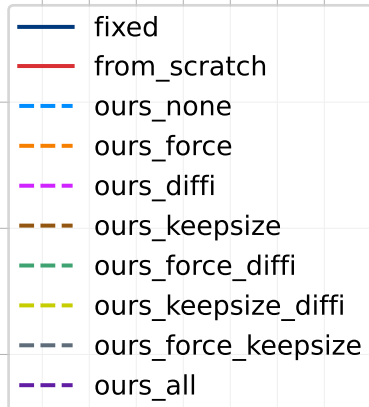 fixed
from_scratch
ours_none
ours_force
ours_diffi
ours_keepsize
ours_force_diffi
ours_keepsize_diffi
ours_force_keepsize
ours_all